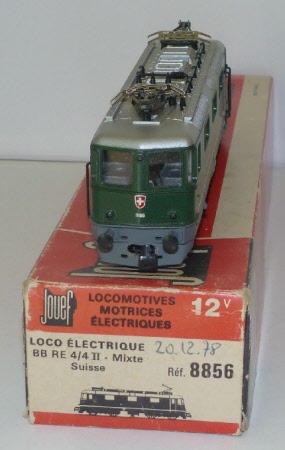 Jouef
LOCOMOTIVES
MOTRICES
ÉLECTRIQUES
12V
LOCO ÉLECTRIQUE
BB RE 4/4 II - Mixte
Suisse
20.12.78
Réf. 8856